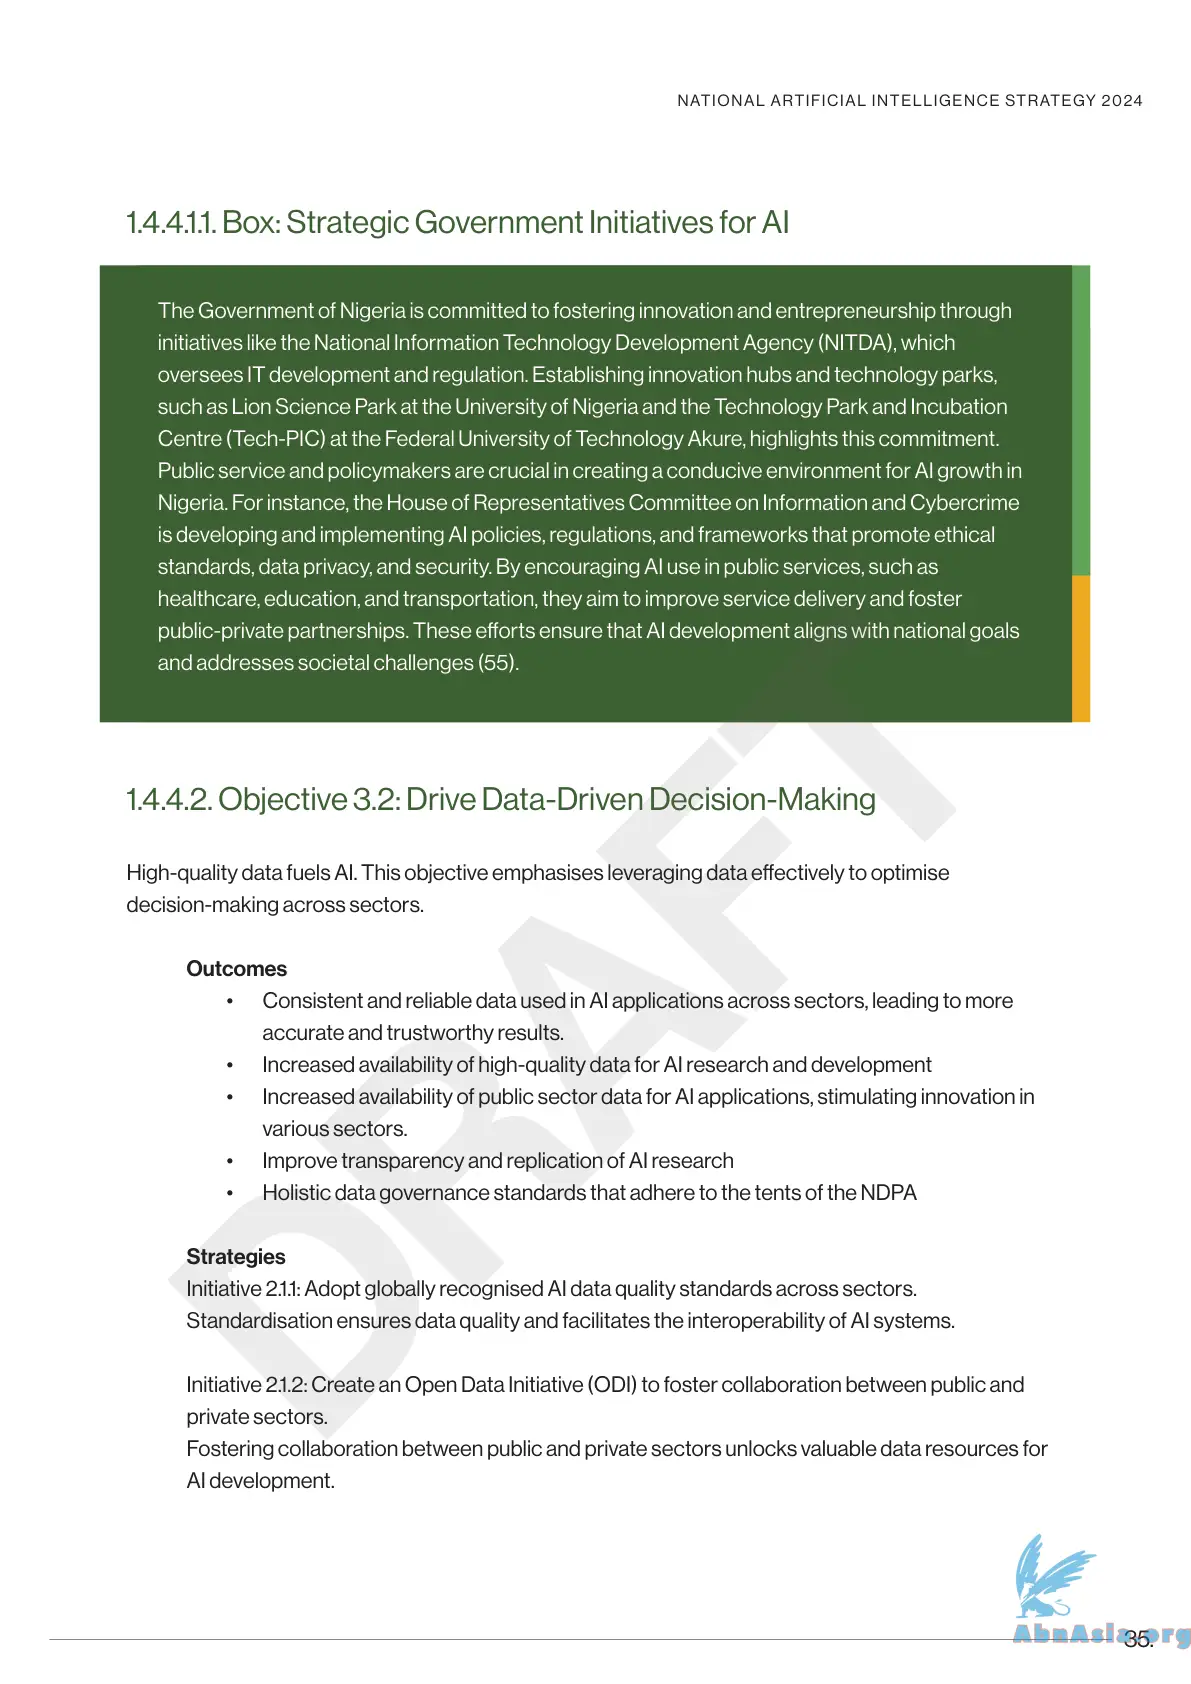 NATIONAL ARTIFICIAL INTELLIGENCE STRATEGY 2024
1.4.4.1.1. Box: Strategic Government Initiatives for AI
The Government of Nigeria is committed to fostering innovation and entrepreneurship through
initiatives like the National Information Technology Development Agency (NITDA), which
oversees IT development and regulation. Establishing innovation hubs and technology parks,
such as Lion Science Park at the University of Nigeria and the Technology Park and Incubation
Centre (Tech-PIC) at the Federal University of Technology Akure, highlights this commitment.
Public service and policymakers are crucial in creating a conducive environment for AI growth in
Nigeria. For instance, the House of Representatives Committee on Information and Cybercrime
is developing and implementing AI policies, regulations, and frameworks that promote ethical
standards, data privacy, and security. By encouraging AI use in public services, such as
healthcare, education, and transportation, they aim to improve service delivery and foster
public-private partnerships. These efforts ensure that AI development aligns with national goals
and addresses societal challenges (55).
1.4.4.2. Objective 3.2: Drive Data-Driven Decision-Making
High-quality data fuels AI. This objective emphasises leveraging data effectively to optimise
decision-making across sectors.
Outcomes
• Consistent and reliable data used in AI applications across sectors, leading to more
accurate and trustworthy results.
• Increased availability of high-quality data for AI research and development
• Increased availability of public sector data for AI applications, stimulating innovation in
various sectors.
• Improve transparency and replication of AI research
• Holistic data governance standards that adhere to the tents of the NDPA
Strategies
Initiative 2.1.1: Adopt globally recognised AI data quality standards across sectors.
Standardisation ensures data quality and facilitates the interoperability of AI systems.
Initiative 2.1.2: Create an Open Data Initiative (ODI) to foster collaboration between public and
private sectors.
Fostering collaboration between public and private sectors unlocks valuable data resources for
AI development.
DRAFT
AbnAsia.org
35.